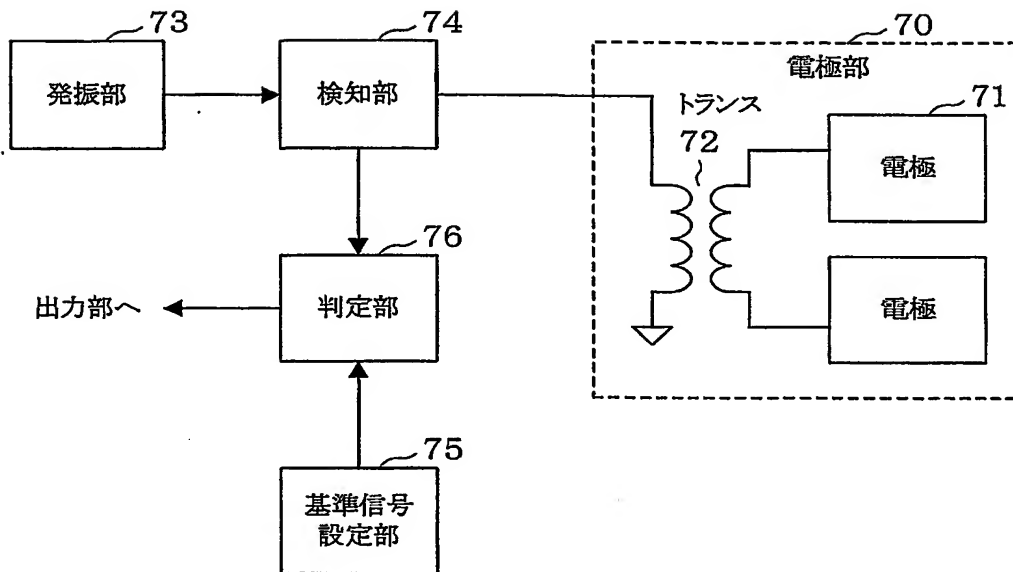 73
発振部
74
検知部
70
電極部
トランス
72
71
電極
電極
76
判定部
出力部へ
75
基準信号
設定部